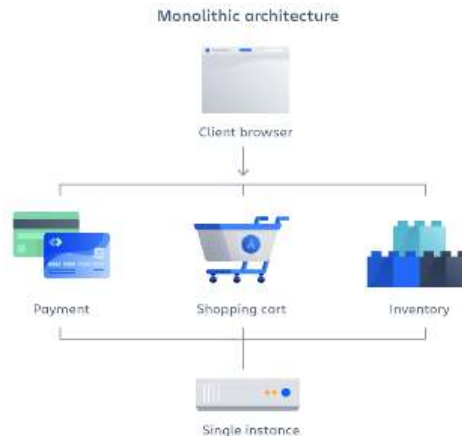 Monolithic architecture
Client browser
Payment
Shopping cart
Inventory
Single instance